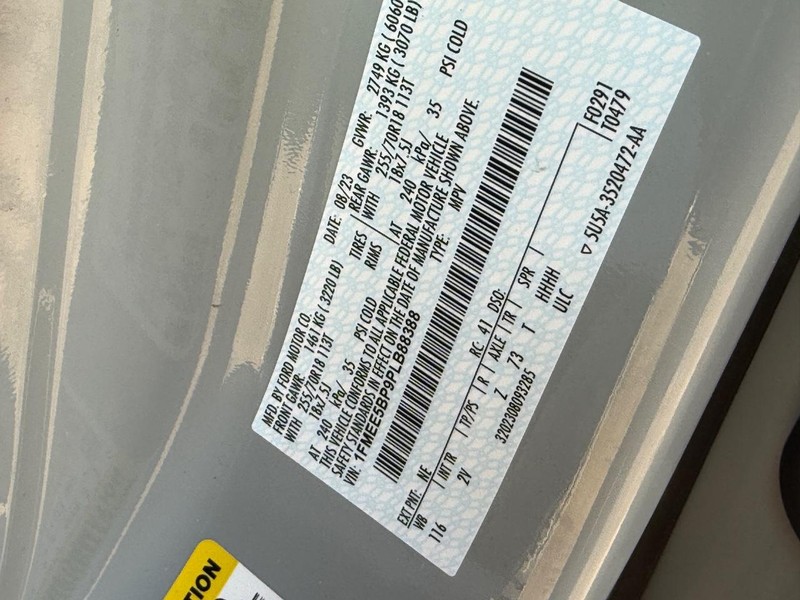 MFD. BY FORD MOTOR CO.
DATE: 08/23 GVWR: 2749 KG ( 6060
FRONT GAWR: 1461 KG ( 3220 LB) REAR GAWR: 1393 KG ( 3070 LB)
WITH 255/70R18 113T TIRES WITH 255/70R18 113T
18x7.5J RIMS 18x7.5J
AT 240 kPa/ 35 PSI COLD AT 240 kPa/ 35 PSI COLD
THIS VEHICLE CONFORMS TO ALL APPLICABLE FEDERAL MOTOR VEHICLE
SAFETY STANDARDS IN EFFECT ON THE DATE OF MANUFACTURE SHOWN ABOVE.
VIN: 1FMEE5BP9PLB88388 TYPE: MPV
EXT PNT: NE RC: 41 DSO:
WB INT TR TP/PS R AXLE TR SPR
116 2V Z 73 T HHHH
3202308093285 ULC
F0291
T0479
▽ 5U5A-3520472-AA
TION